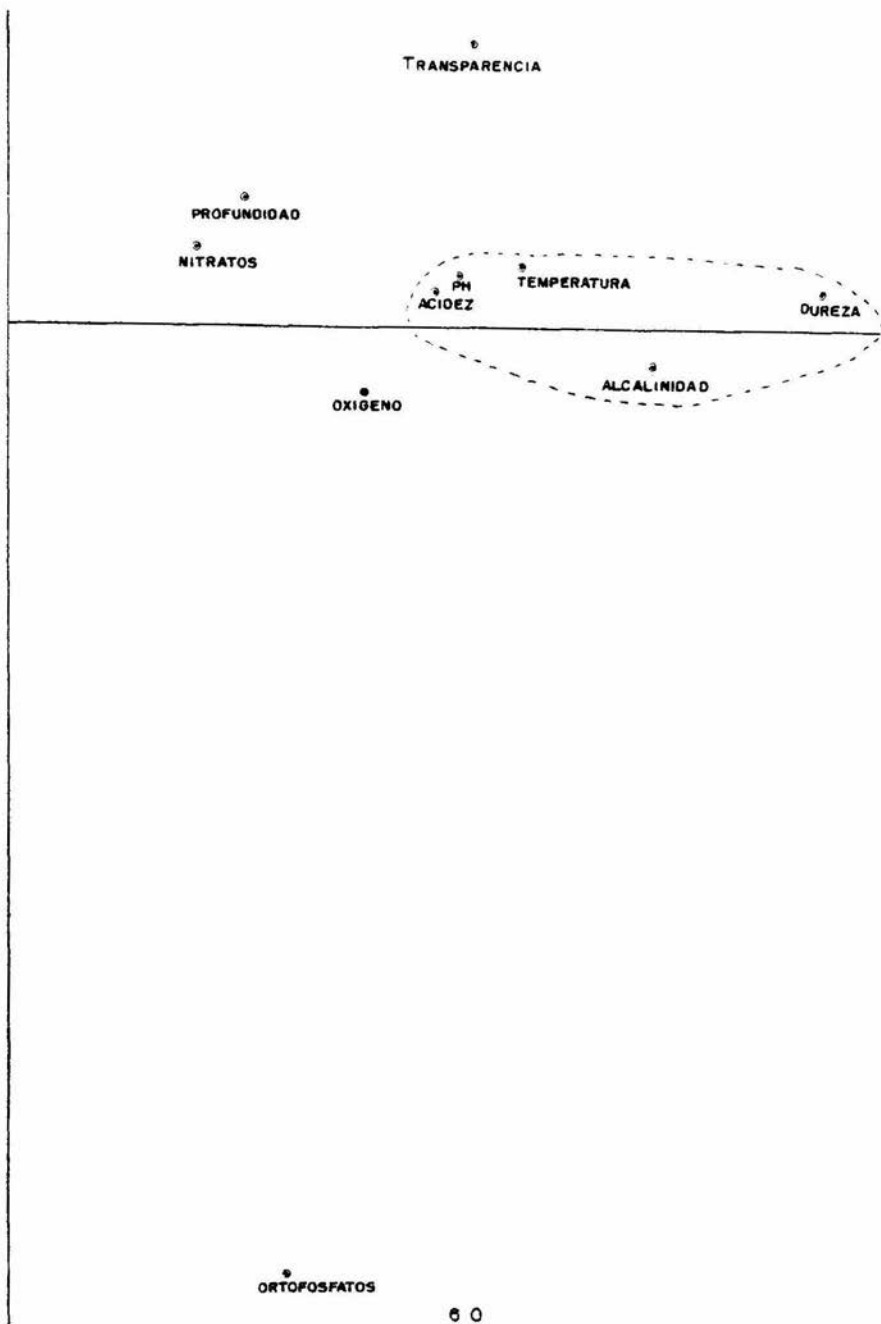 TRANSPARENCIA
PROFUNDIDAD
NITRATOS
PH
TEMPERATURA
ACIDEZ
DUREZA
ALCALINIDAD
OXIGENO
ORTOFOSFATOS
60